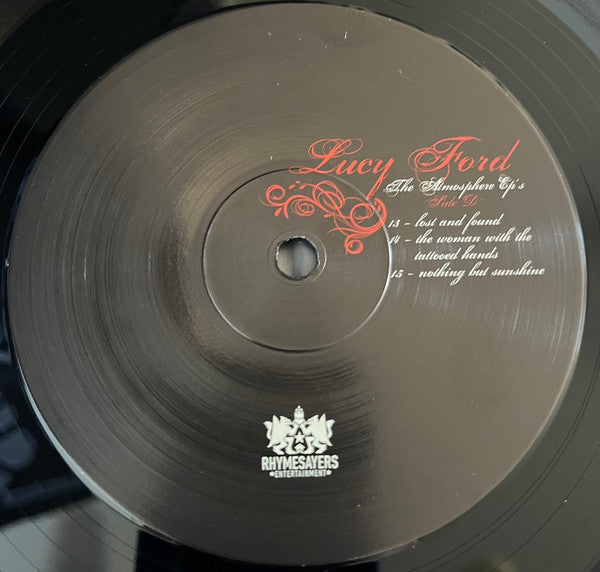 Lucy Ford
The Atmosphere Ep's
Side D
13 - lost and found
14 - the woman with the
tattooed hands
15 - nothing but sunshine
RHYMESAYERS
ENTERTAINMENT